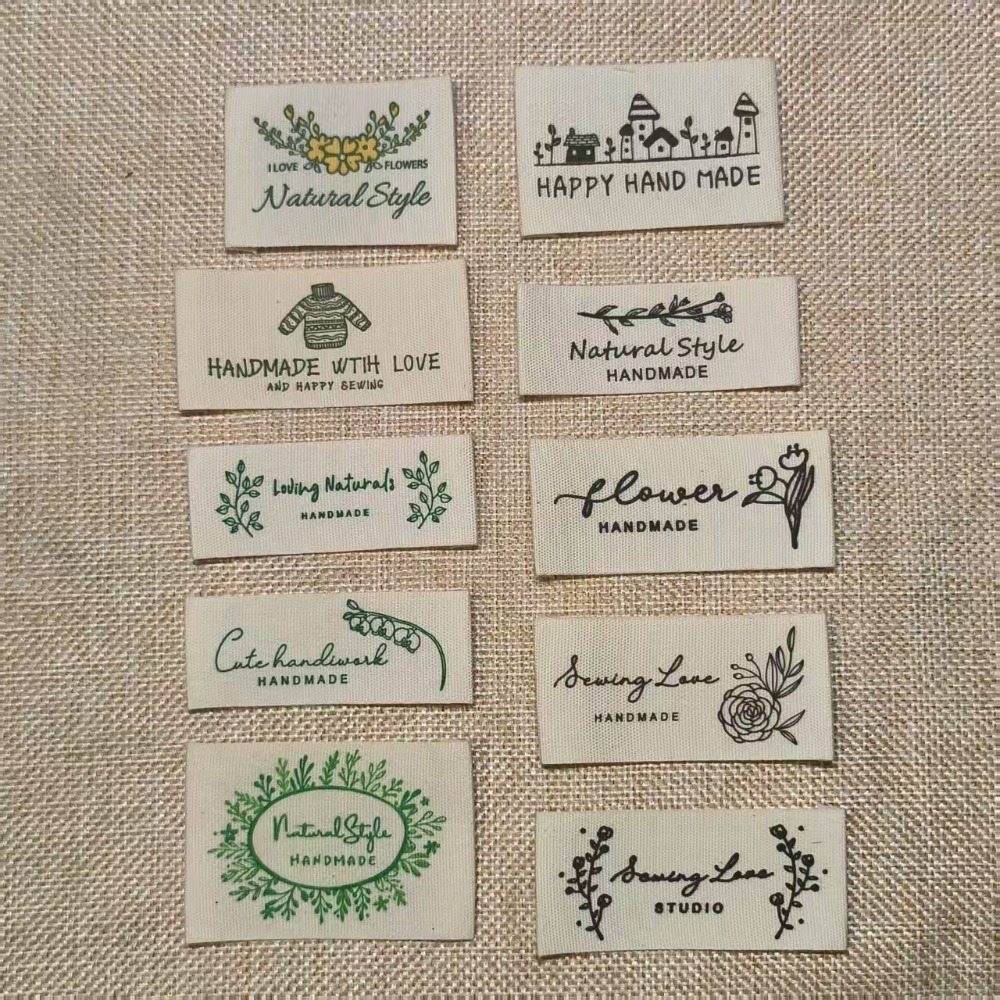 I LOVE FLOWERS
Natural Style
HAPPY HAND MADE
HANDMADE WTIH LOVE
AND HAPPY SEWING
Natural Style
HANDMADE
Loving Naturals
HANDMADE
flower
HANDMADE
Cute handiwork
HANDMADE
Sewing Love
HANDMADE
Natural Style
HANDMADE
Sewing Love
STUDIO